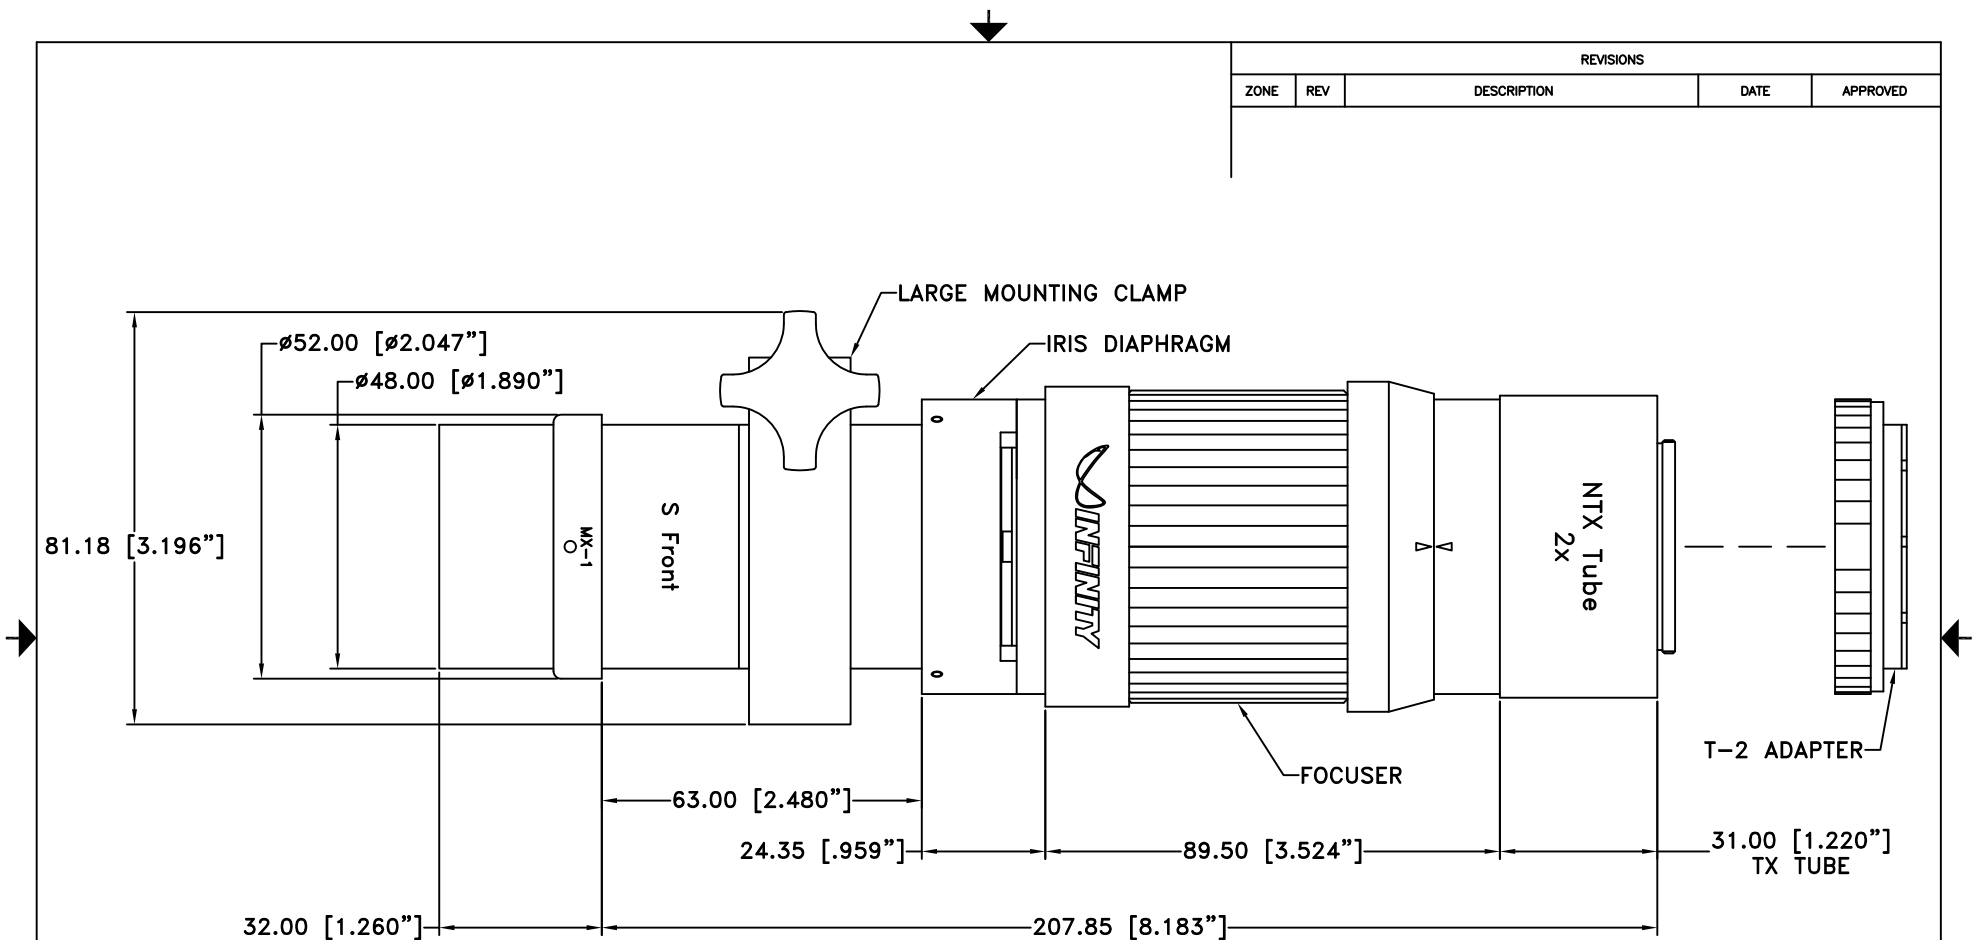 REVISIONS
ZONE REV DESCRIPTION DATE APPROVED
LARGE MOUNTING CLAMP
IRIS DIAPHRAGM
ø52.00 [ø2.047”]
ø48.00 [ø1.890”]
81.18 [3.196”]
MX-1
S Front
INFINITY
NTX Tube
2x
T-2 ADAPTER
FOCUSER
63.00 [2.480”]
24.35 [.959”]
89.50 [3.524”]
31.00 [1.220”]
TX TUBE
32.00 [1.260”]
207.85 [8.183”]